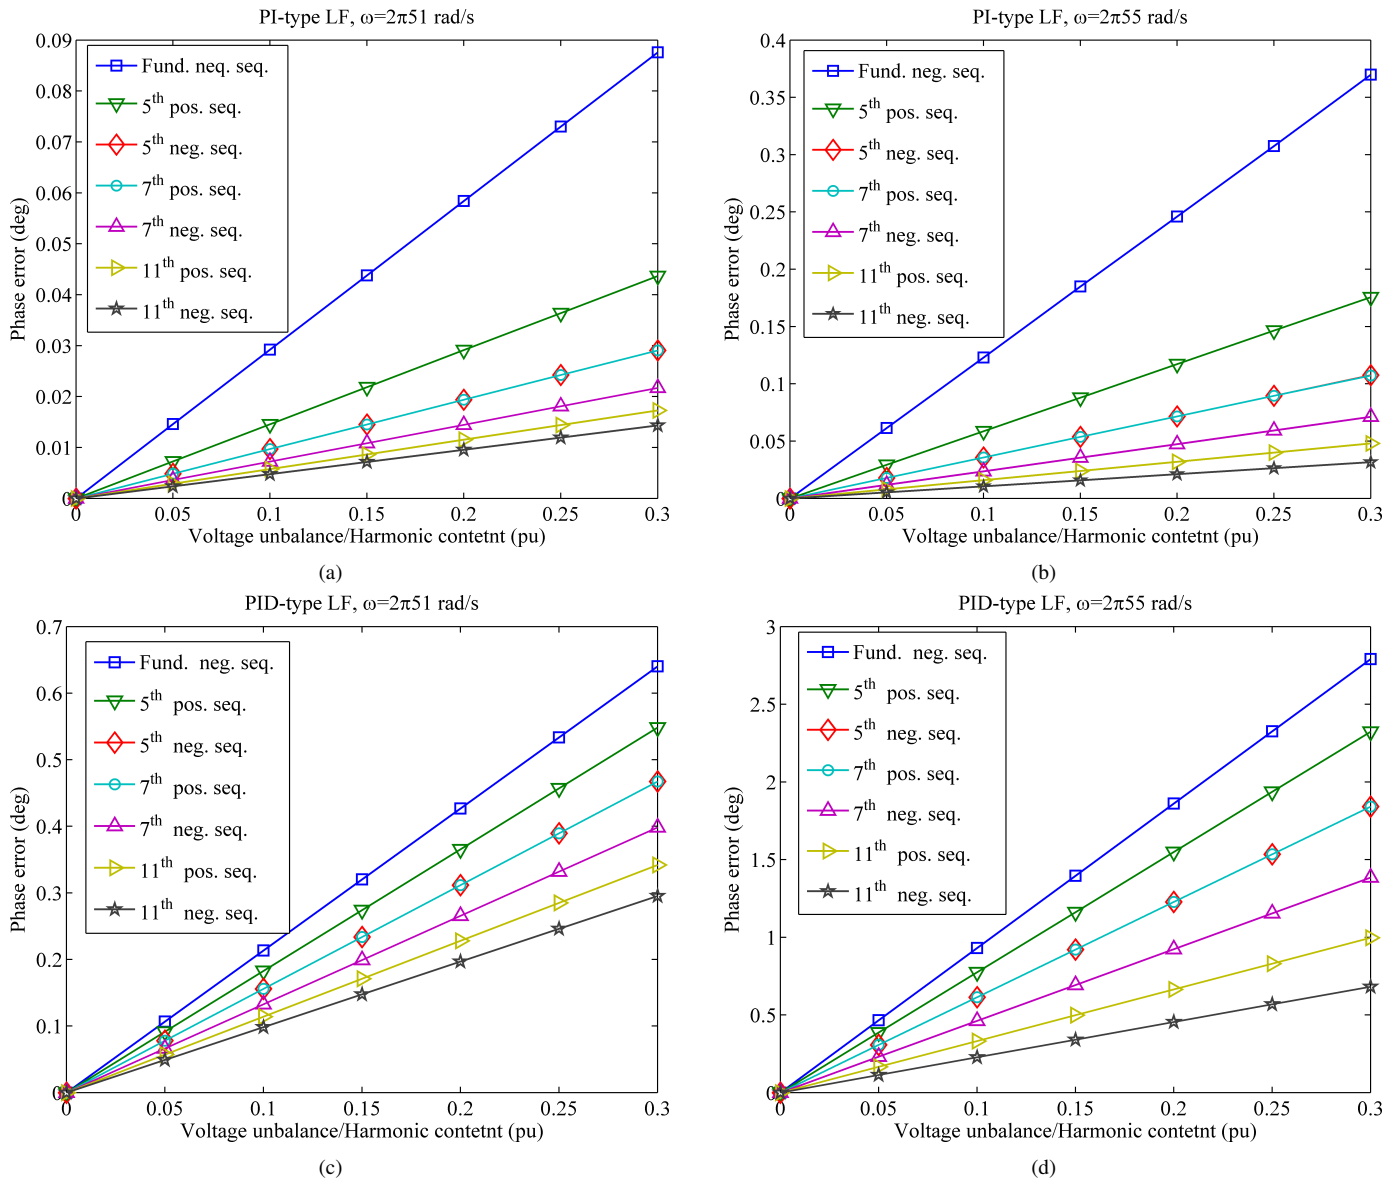 PI-type LF, ω=2π51 rad/s
0.09
0.08
0.07
0.06
0.05
0.04
0.03
0.02
0.01
0
Phase error (deg)
Fund. neq. seq.
5th pos. seq.
5th neg. seq.
7th pos. seq.
7th neg. seq.
11th pos. seq.
11th neg. seq.
0 0.05 0.1 0.15 0.2 0.25 0.3
Voltage unbalance/Harmonic contetnt (pu)
(a)
PI-type LF, ω=2π55 rad/s
0.4
0.35
0.3
0.25
0.2
0.15
0.1
0.05
0
Phase error (deg)
Fund. neg. seq.
5th pos. seq.
5th neg. seq.
7th pos. seq.
7th neg. seq.
11th pos. seq.
11th neg. seq.
0 0.05 0.1 0.15 0.2 0.25 0.3
Voltage unbalance/Harmonic contetnt (pu)
(b)
PID-type LF, ω=2π51 rad/s
0.7
0.6
0.5
0.4
0.3
0.2
0.1
0
Phase error (deg)
Fund. neg. seq.
5th pos. seq.
5th neg. seq.
7th pos. seq.
7th neg. seq.
11th pos. seq.
11th neg. seq.
0 0.05 0.1 0.15 0.2 0.25 0.3
Voltage unbalance/Harmonic contetnt (pu)
(c)
PID-type LF, ω=2π55 rad/s
3
2.5
2
1.5
1
0.5
0
Phase error (deg)
Fund. neg. seq.
5th pos. seq.
5th neg. seq.
7th pos. seq.
7th neg. seq.
11th pos. seq.
11th neg. seq.
0 0.05 0.1 0.15 0.2 0.25 0.3
Voltage unbalance/Harmonic contetnt (pu)
(d)